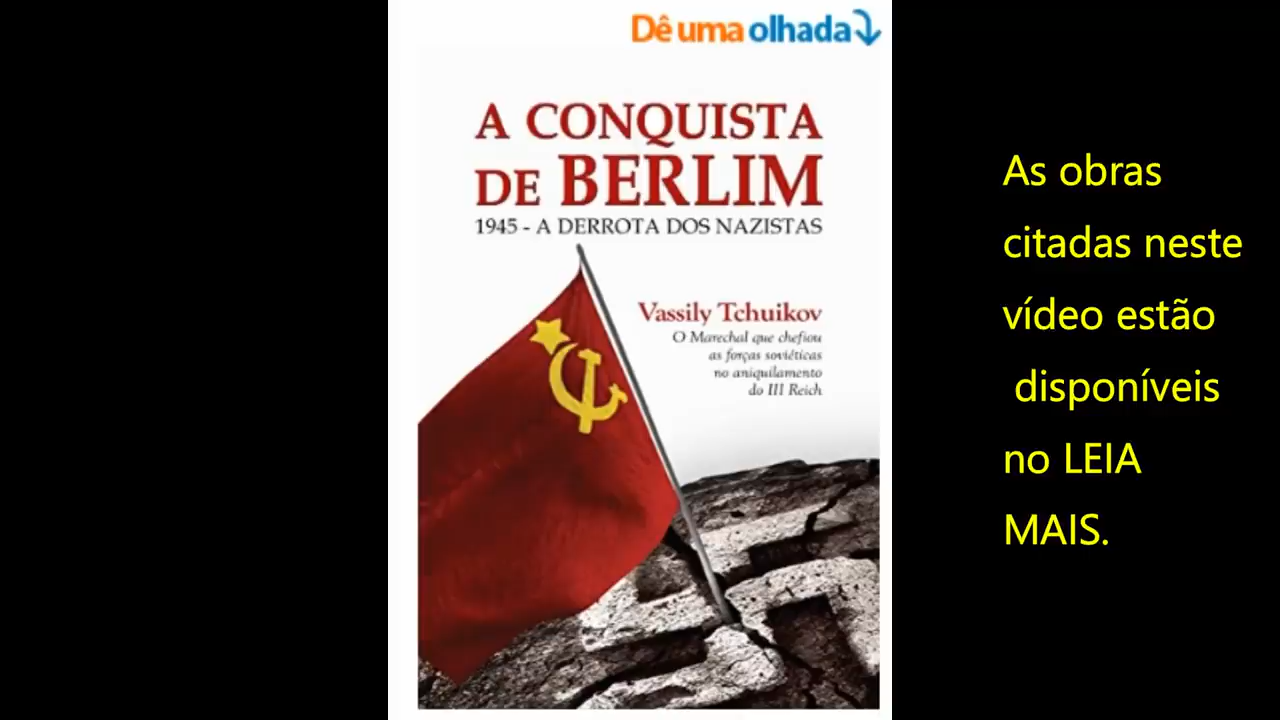 Dê uma olhada
A CONQUISTA
DE BERLIM
1945 - A DERROTA DOS NAZISTAS
Vassily Tchuikov
O Marechal que chefiou
as forças soviéticas
no aniquilamento
do III Reich
As obras
citadas neste
vídeo estão
disponíveis
no LEIA
MAIS.